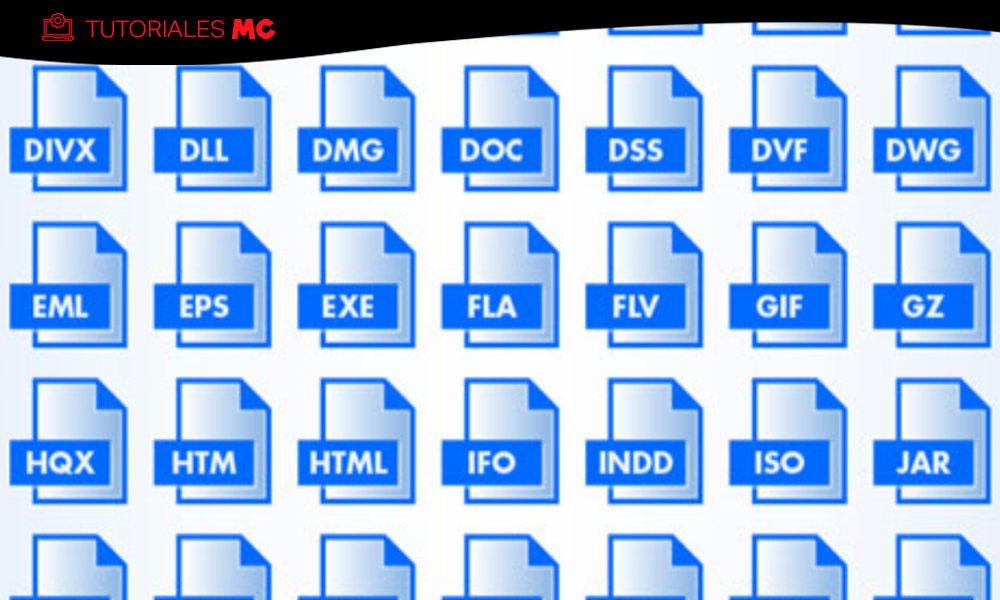 TUTORIALES MC
DIVX DLL DMG DOC DSS DVF DWG
EML EPS EXE FLA FLV GIF GZ
HQX HTM HTML IFO INDD ISO JAR